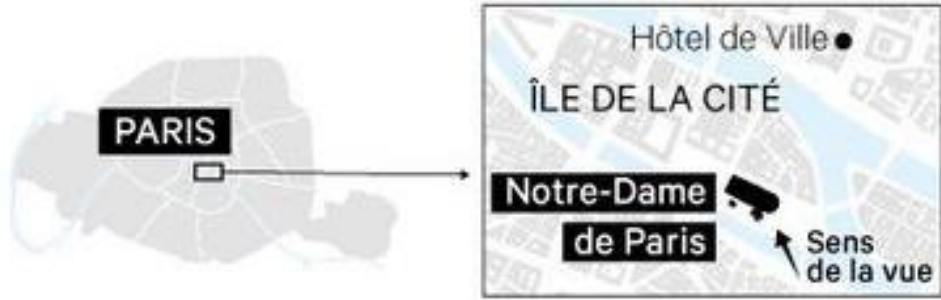 PARIS
Hôtel de Ville
ÎLE DE LA CITÉ
Notre-Dame
de Paris
Sens
de la vue